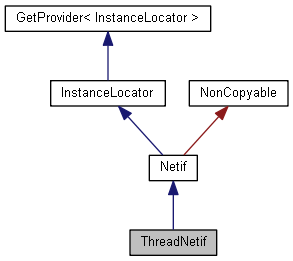 GetProvider< InstanceLocator >
InstanceLocator
NonCopyable
Netif
ThreadNetif